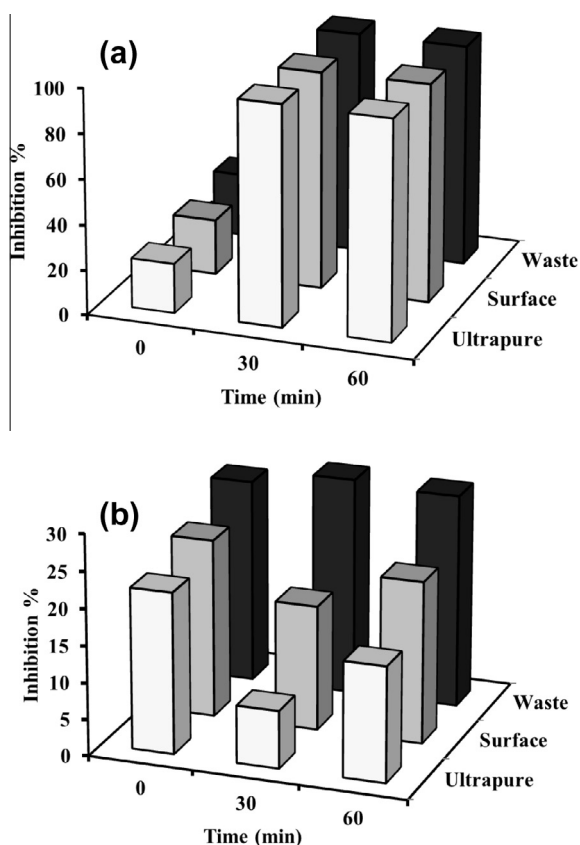 (a)
100
80
60
40
20
0
Inhibition %
0
30
60
Time (min)
Waste
Surface
Ultrapure
(b)
30
25
20
15
10
5
0
Inhibition %
0
30
60
Time (min)
Waste
Surface
Ultrapure